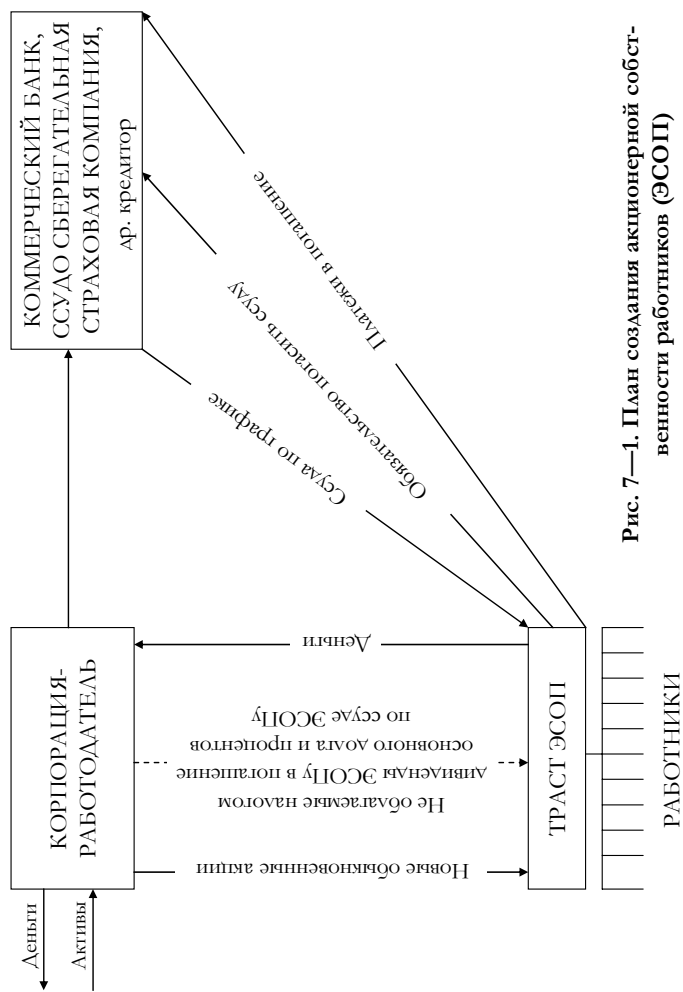 КОММЕРЧЕСКИЙ БАНК,
ССУДО СБЕРЕГАТЕЛЬНАЯ
СТРАХОВАЯ КОМПАНИЯ,
др. кредитор
КОРПОРАЦИЯ-
РАБОТОДАТЕЛЬ
Деньги
Активы
Платежи в погашение
Обязательство погасить ссуду
Ссуда по графике
Деньги
Не облагаемые налогом
дивиденды ЭСОПу в погашение
основного долга и процентов
по ссуде ЭСОПу
Новые обыкновенные акции
ТРАСТ ЭСОП
РАБОТНИКИ
Рис. 7—1. План создания акционерной собст-
венности работников (ЭСОП)